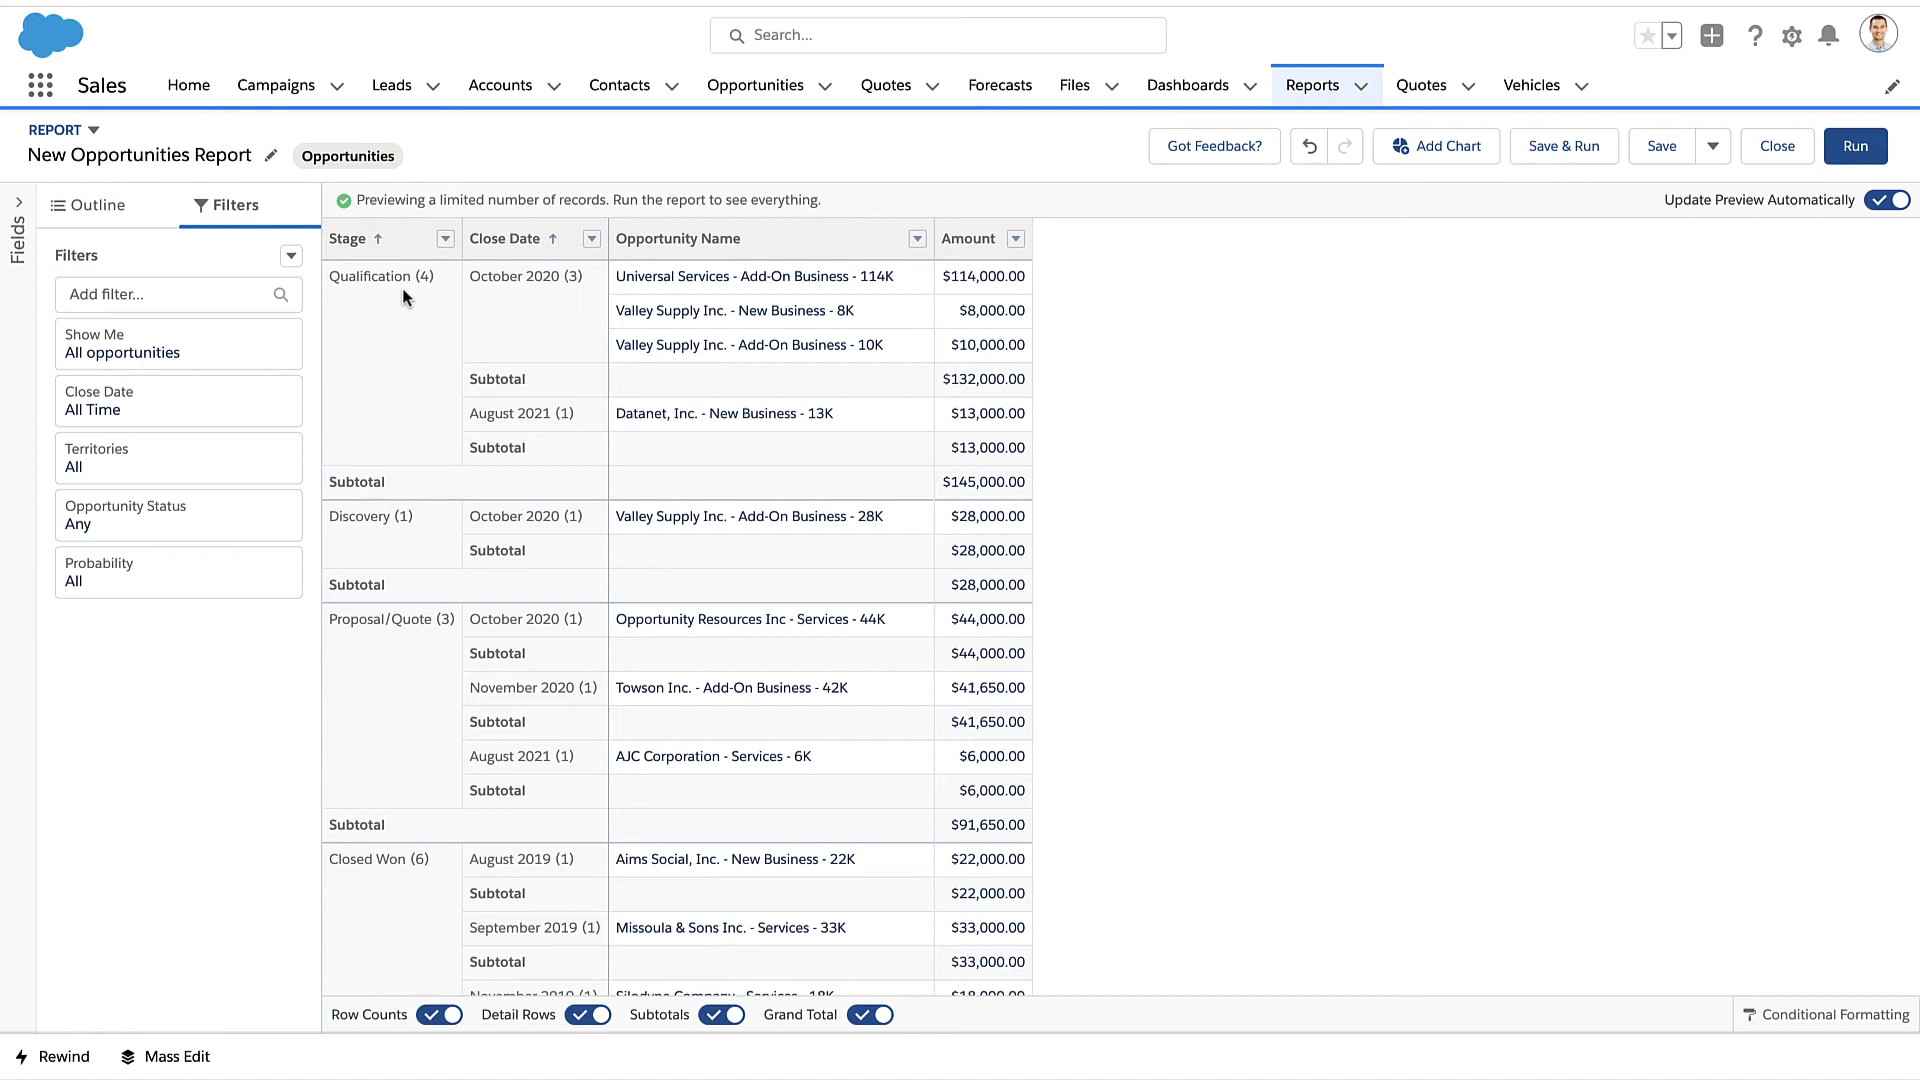 Search...
Sales
Home
Campaigns
Leads
Accounts
Contacts
Opportunities
Quotes
Forecasts
Files
Dashboards
Reports
Quotes
Vehicles
REPORT
New Opportunities Report
Opportunities
Got Feedback?
Add Chart
Save & Run
Save
Close
Run
Fields
Outline
Filters
Filters
Add filter...
Show Me
All opportunities
Close Date
All Time
Territories
All
Opportunity Status
Any
Probability
All
Previewing a limited number of records. Run the report to see everything.
Update Preview Automatically
Stage ↑ Close Date ↑ Opportunity Name Amount
Qualification (4) October 2020 (3) Universal Services - Add-On Business - 114K $114,000.00
Valley Supply Inc. - New Business - 8K $8,000.00
Valley Supply Inc. - Add-On Business - 10K $10,000.00
Subtotal $132,000.00
August 2021 (1) Datanet, Inc. - New Business - 13K $13,000.00
Subtotal $13,000.00
Subtotal $145,000.00
Discovery (1) October 2020 (1) Valley Supply Inc. - Add-On Business - 28K $28,000.00
Subtotal $28,000.00
Subtotal $28,000.00
Proposal/Quote (3) October 2020 (1) Opportunity Resources Inc - Services - 44K $44,000.00
Subtotal $44,000.00
November 2020 (1) Towson Inc. - Add-On Business - 42K $41,650.00
Subtotal $41,650.00
August 2021 (1) AJC Corporation - Services - 6K $6,000.00
Subtotal $6,000.00
Subtotal $91,650.00
Closed Won (6) August 2019 (1) Aims Social, Inc. - New Business - 22K $22,000.00
Subtotal $22,000.00
September 2019 (1) Missoula & Sons Inc. - Services - 33K $33,000.00
Subtotal $33,000.00
Row Counts
Detail Rows
Subtotals
Grand Total
Conditional Formatting
Rewind
Mass Edit